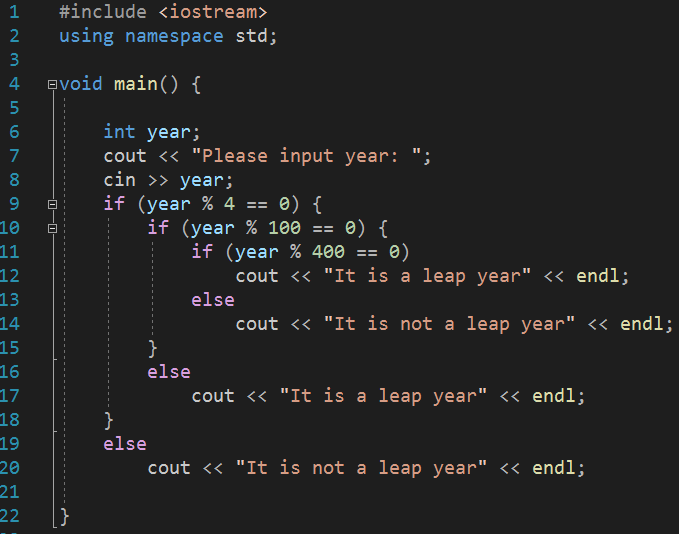 1 #include <iostream>
2 using namespace std;
3
4 void main() {
5
6     int year;
7     cout << "Please input year: ";
8     cin >> year;
9     if (year % 4 == 0) {
10         if (year % 100 == 0) {
11             if (year % 400 == 0)
12                 cout << "It is a leap year" << endl;
13             else
14                 cout << "It is not a leap year" << endl;
15         }
16         else
17             cout << "It is a leap year" << endl;
18     }
19     else
20         cout << "It is not a leap year" << endl;
21
22 }